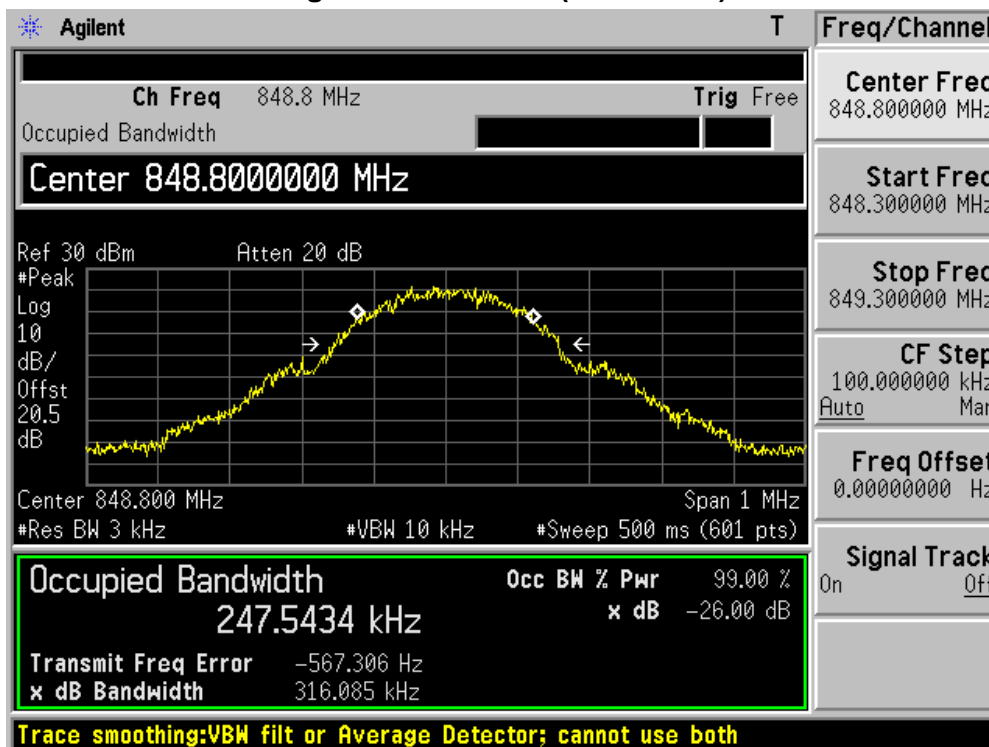 Agilent T Freq/Channel
Ch Freq 848.8 MHz Trig Free
Occupied Bandwidth
Center 848.8000000 MHz
Ref 30 dBm Atten 20 dB
#Peak
Log
10
dB/
Offst
20.5
dB
Center 848.800 MHz Span 1 MHz
#Res BW 3 kHz #VBW 10 kHz #Sweep 500 ms (601 pts)
Occupied Bandwidth Occ BW % Pwr 99.00 %
247.5434 kHz x dB -26.00 dB
Transmit Freq Error -567.306 Hz
x dB Bandwidth 316.085 kHz
Trace smoothing:VBW filt or Average Detector; cannot use both
Center Freq
848.800000 MHz
Start Freq
848.300000 MHz
Stop Freq
849.300000 MHz
CF Step
100.000000 kHz
Auto Man
Freq Offset
0.00000000 Hz
Signal Track
On Off